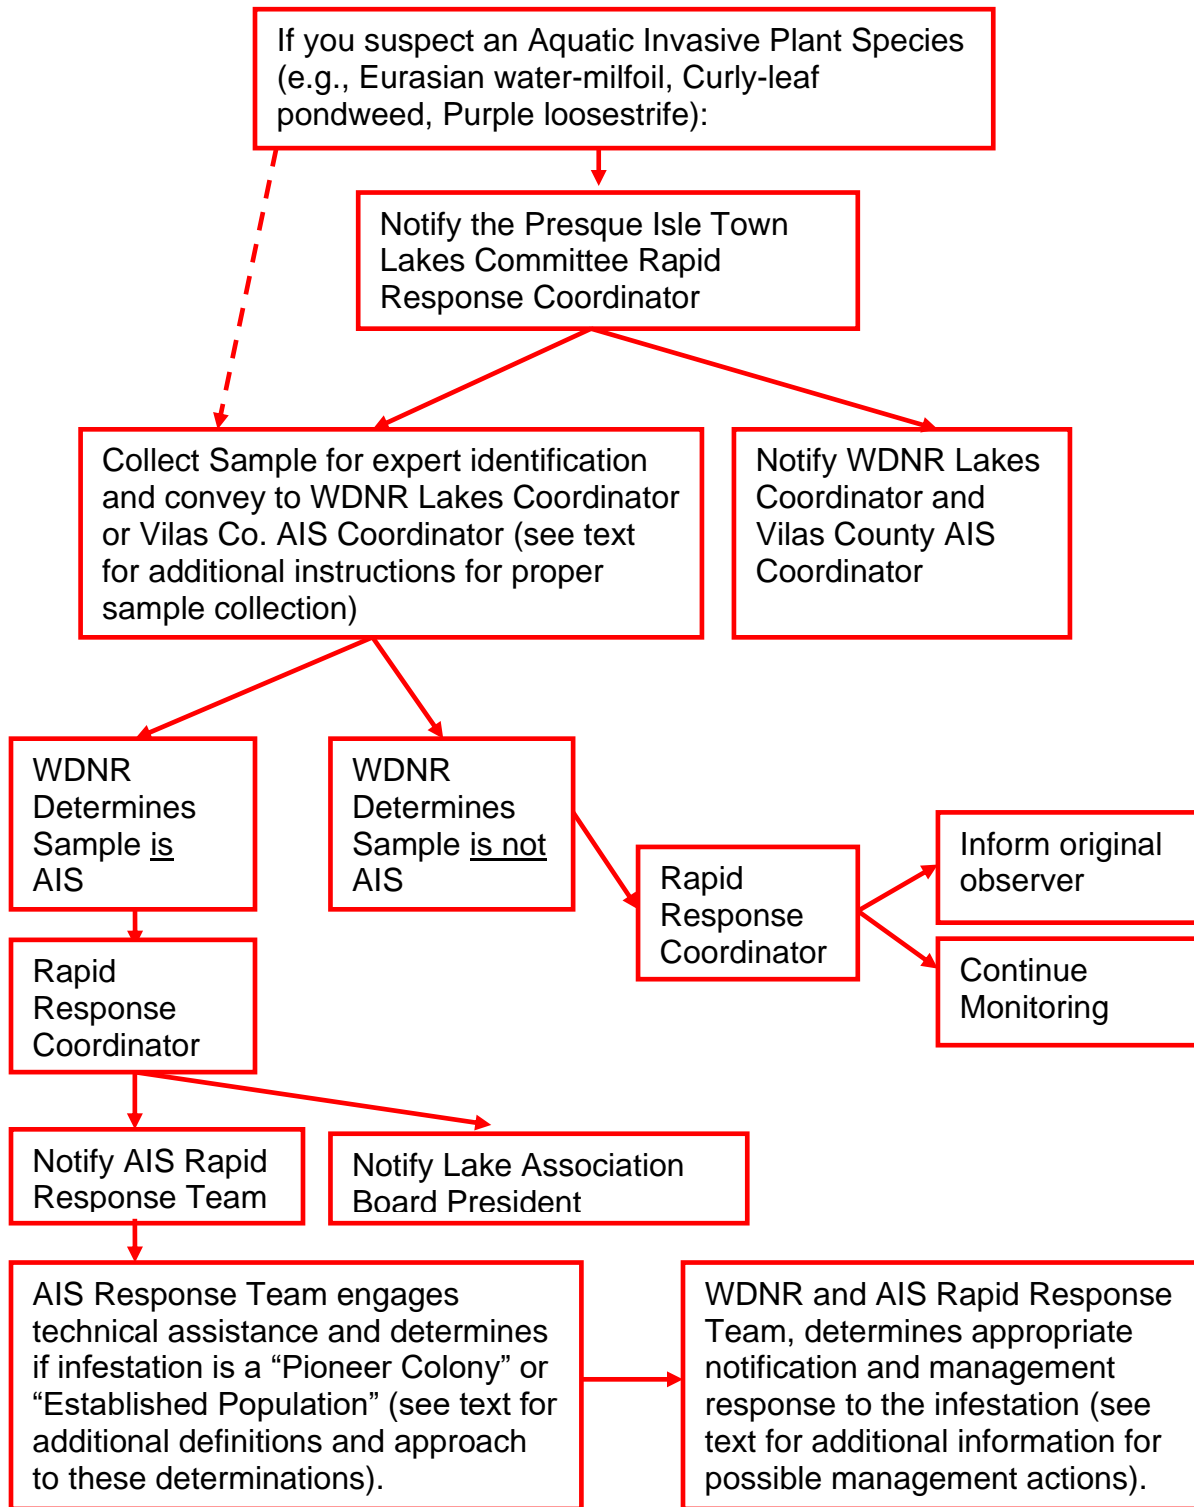 If you suspect an Aquatic Invasive Plant Species
(e.g., Eurasian water-milfoil, Curly-leaf
pondweed, Purple loosestrife):
Notify the Presque Isle Town
Lakes Committee Rapid
Response Coordinator
Collect Sample for expert identification
and convey to WDNR Lakes Coordinator
or Vilas Co. AIS Coordinator (see text
for additional instructions for proper
sample collection)
Notify WDNR Lakes
Coordinator and
Vilas County AIS
Coordinator
WDNR
Determines
Sample is
AIS
WDNR
Determines
Sample is not
AIS
Rapid
Response
Coordinator
Inform original
observer
Continue
Monitoring
Rapid
Response
Coordinator
Notify AIS Rapid
Response Team
Notify Lake Association
Board President
AIS Response Team engages
technical assistance and determines
if infestation is a “Pioneer Colony” or
“Established Population” (see text for
additional definitions and approach
to these determinations).
WDNR and AIS Rapid Response
Team, determines appropriate
notification and management
response to the infestation (see
text for additional information for
possible management actions).